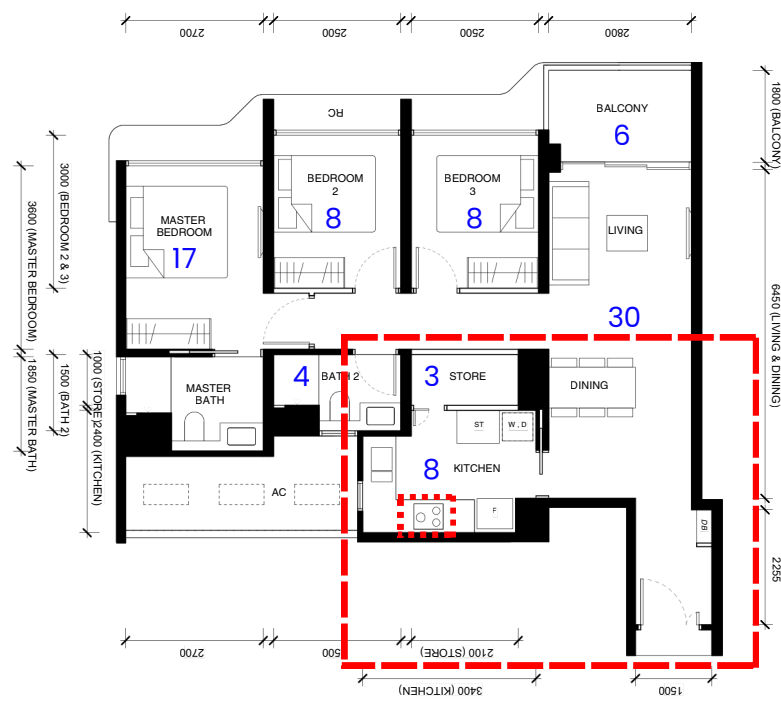 2700
2500
2500
2800
1800 (BALCONY)
3000 (BEDROOM 2 & 3)
3600 (MASTER BEDROOM)
RC
BALCONY
6
BEDROOM
2
8
BEDROOM
3
8
MASTER
BEDROOM
17
LIVING
30
6450 (LIVING & DINING)
1000 (STORE)
1500 (BATH 2)
1850 (MASTER BATH)
2400 (KITCHEN)
MASTER
BATH
4
BATH 2
3
STORE
DINING
ST
W , D
8
KITCHEN
F
AC
DB
2255
2700
500
2100 (STORE)
3400 (KITCHEN)
1500